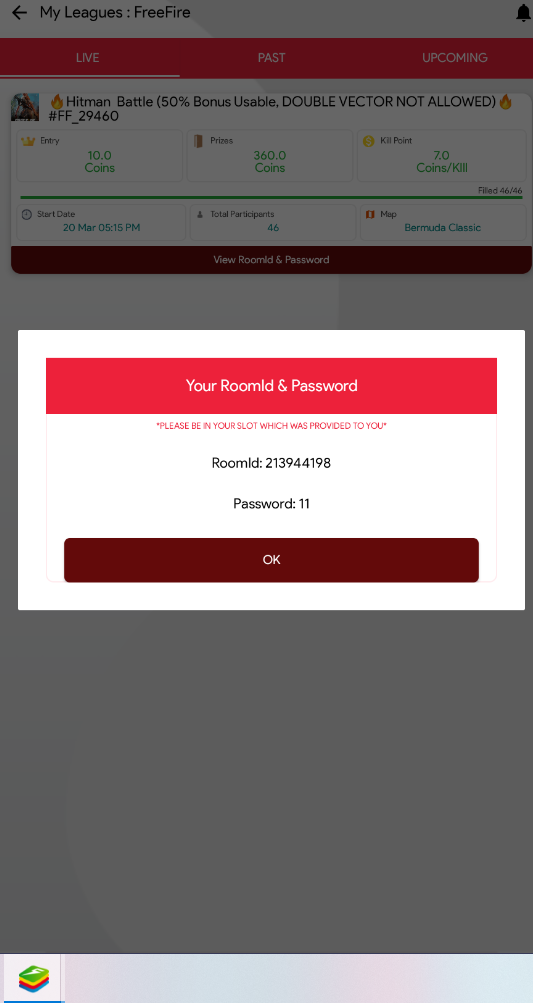 My Leagues : FreeFire
LIVE
PAST
UPCOMING
🔥Hitman Battle (50% Bonus Usable, DOUBLE VECTOR NOT ALLOWED)🔥
#FF_29460
Entry
10.0
Coins
Prizes
360.0
Coins
Kill Point
7.0
Coins/Kill
Filled 46/46
Start Date
20 Mar 05:15 PM
Total Participants
46
Map
Bermuda Classic
View RoomId & Password
Your RoomId & Password
*PLEASE BE IN YOUR SLOT WHICH WAS PROVIDED TO YOU*
RoomId: 213944198
Password: 11
OK